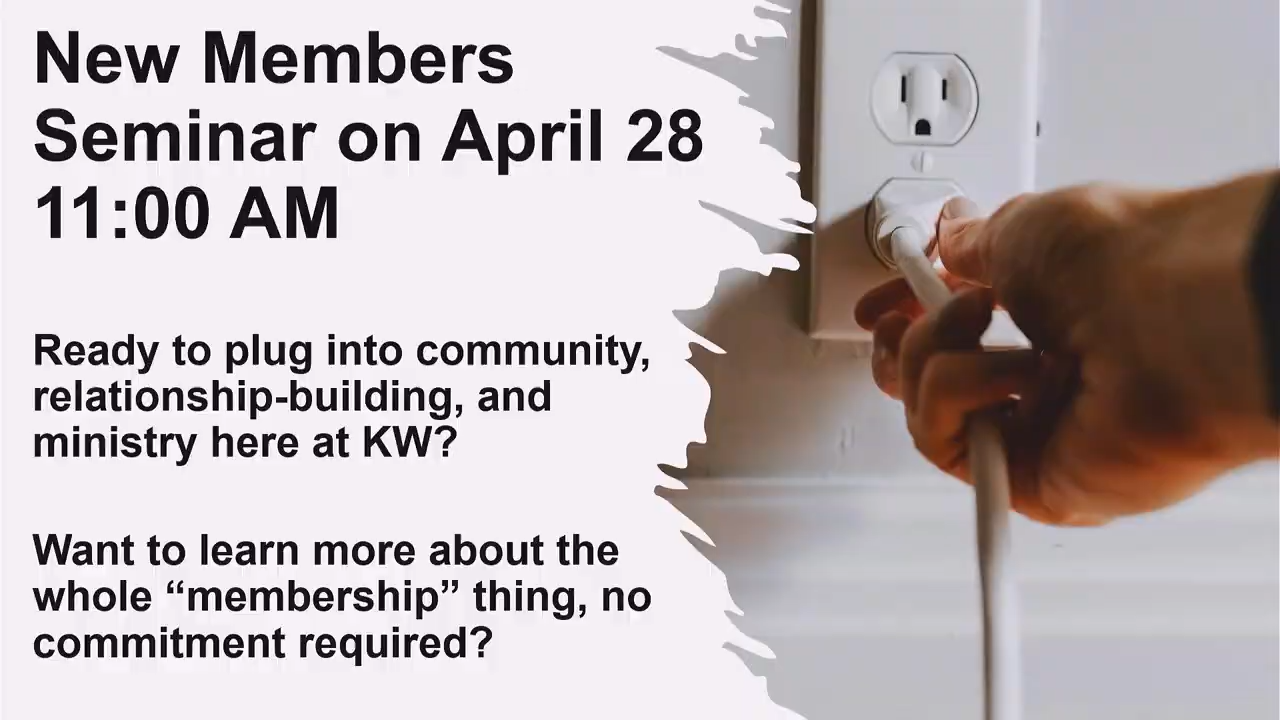 New Members
Seminar on April 28
11:00 AM
Ready to plug into community,
relationship-building, and
ministry here at KW?
Want to learn more about the
whole “membership” thing, no
commitment required?